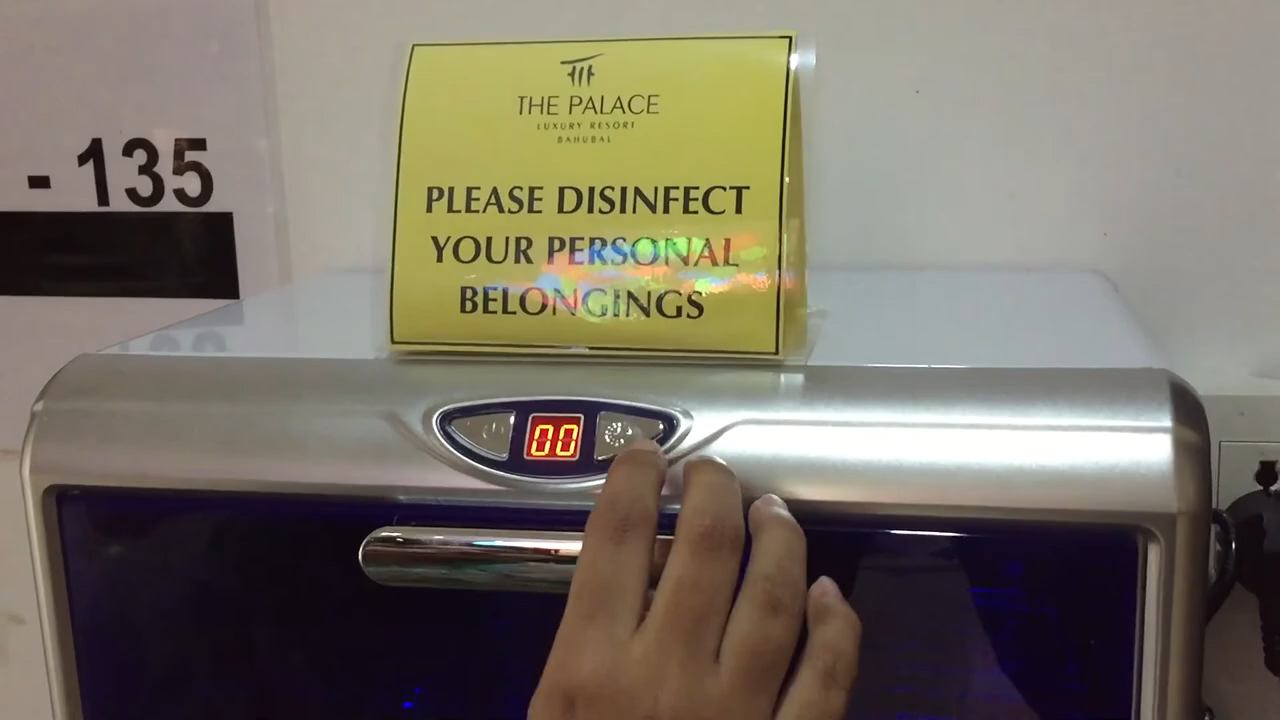 - 135
THE PALACE
LUXURY RESORT
BAHUBAL
PLEASE DISINFECT
YOUR PERSONAL
BELONGINGS
00